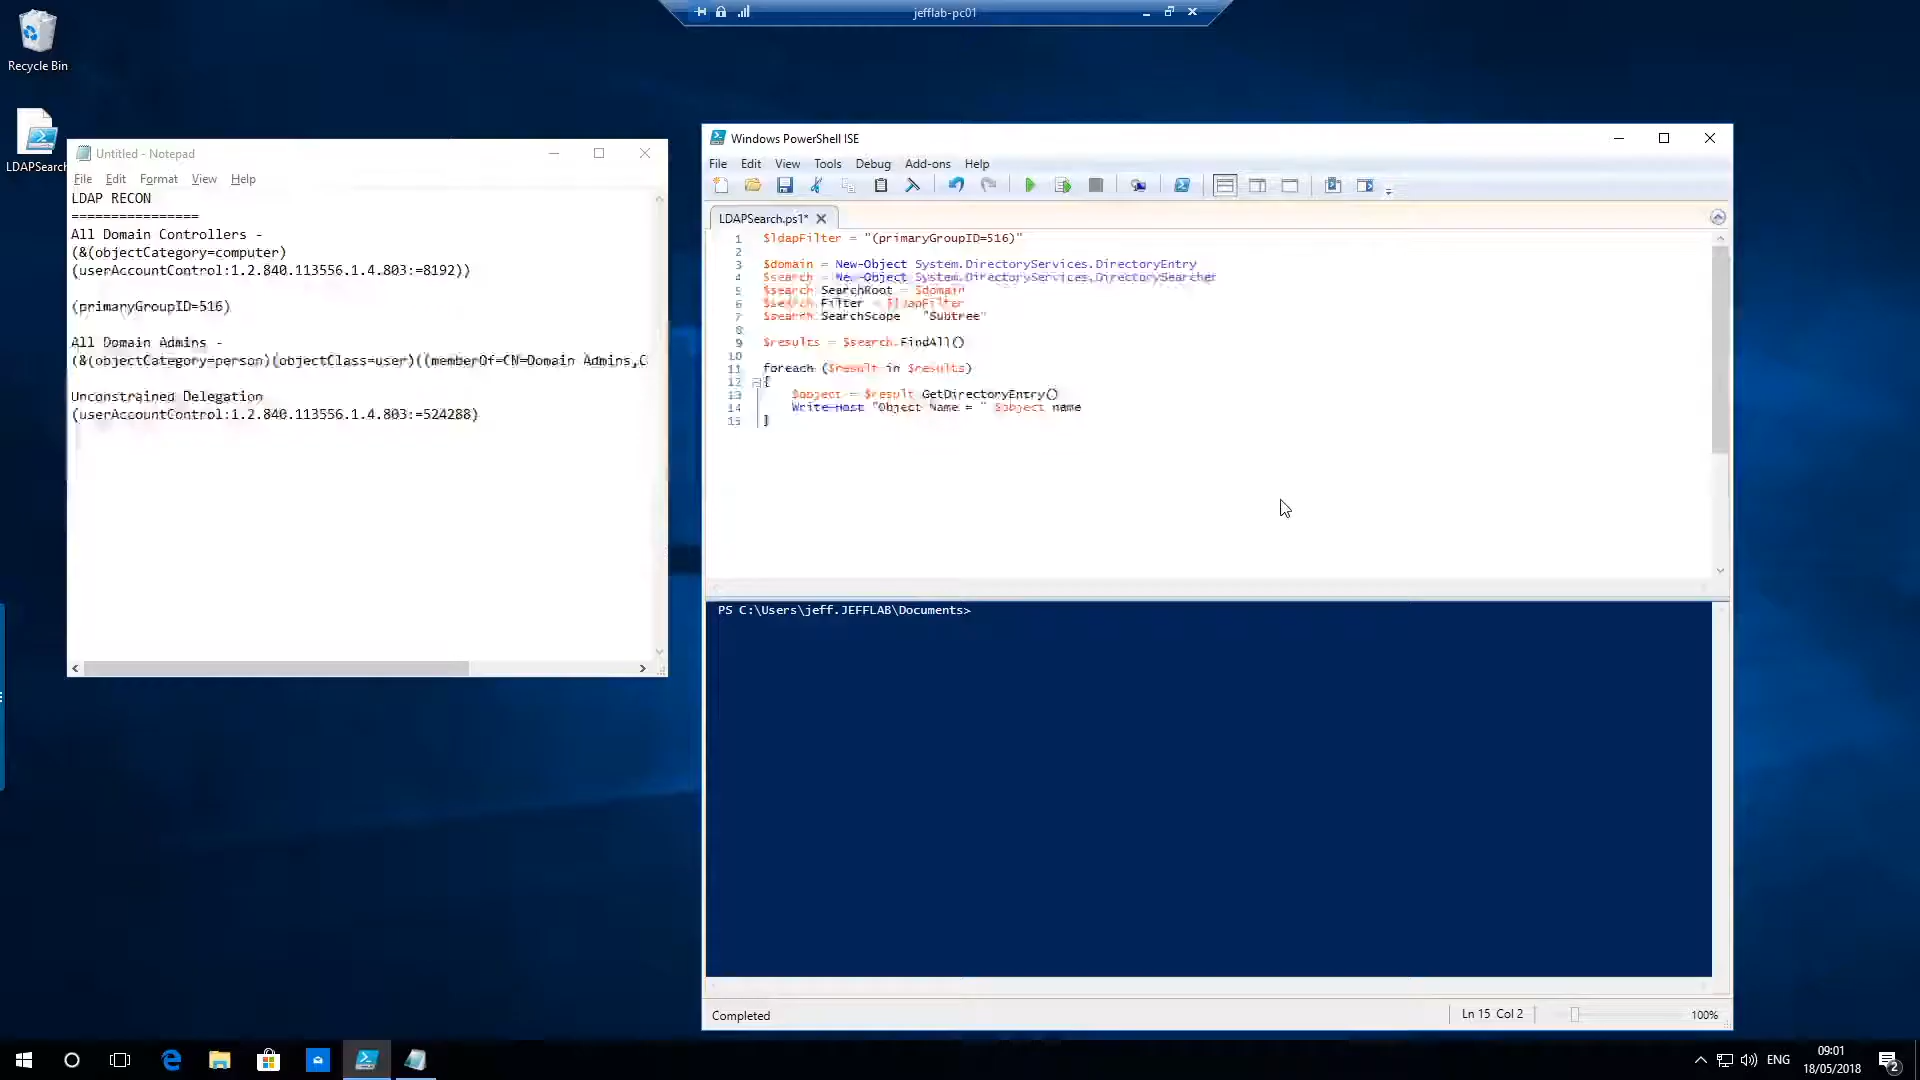 jefflab-pc01
Recycle Bin
LDAPSearch
Untitled - Notepad
File Edit Format View Help
LDAP RECON
================
All Domain Controllers -
(&(objectCategory=computer)
(userAccountControl:1.2.840.113556.1.4.803:=8192))
(primaryGroupID=516)
All Domain Admins -
(&(objectCategory=person)(objectClass=user)((memberOf=CN=Domain Admins,C
Unconstrained Delegation
(userAccountControl:1.2.840.113556.1.4.803:=524288)
Windows PowerShell ISE
File Edit View Tools Debug Add-ons Help
LDAPSearch.ps1*
1 $ldapFilter = "(primaryGroupID=516)"
2
3 $domain = New-Object System.DirectoryServices.DirectoryEntry
4 $search = New-Object System.DirectoryServices.DirectorySearcher
5 $search.SearchRoot = $domain
6 $search.Filter = $ldapFilter
7 $search.SearchScope = "Subtree"
8
9 $results = $search.FindAll()
10
11 foreach ($result in $results)
12 {
13 $object = $result.GetDirectoryEntry()
14 Write-Host "Object Name = " $object.name
15 }
PS C:\Users\jeff.JEFFLAB\Documents>
Completed
Ln 15 Col 2
100%
ENG
09:01
18/05/2018
2